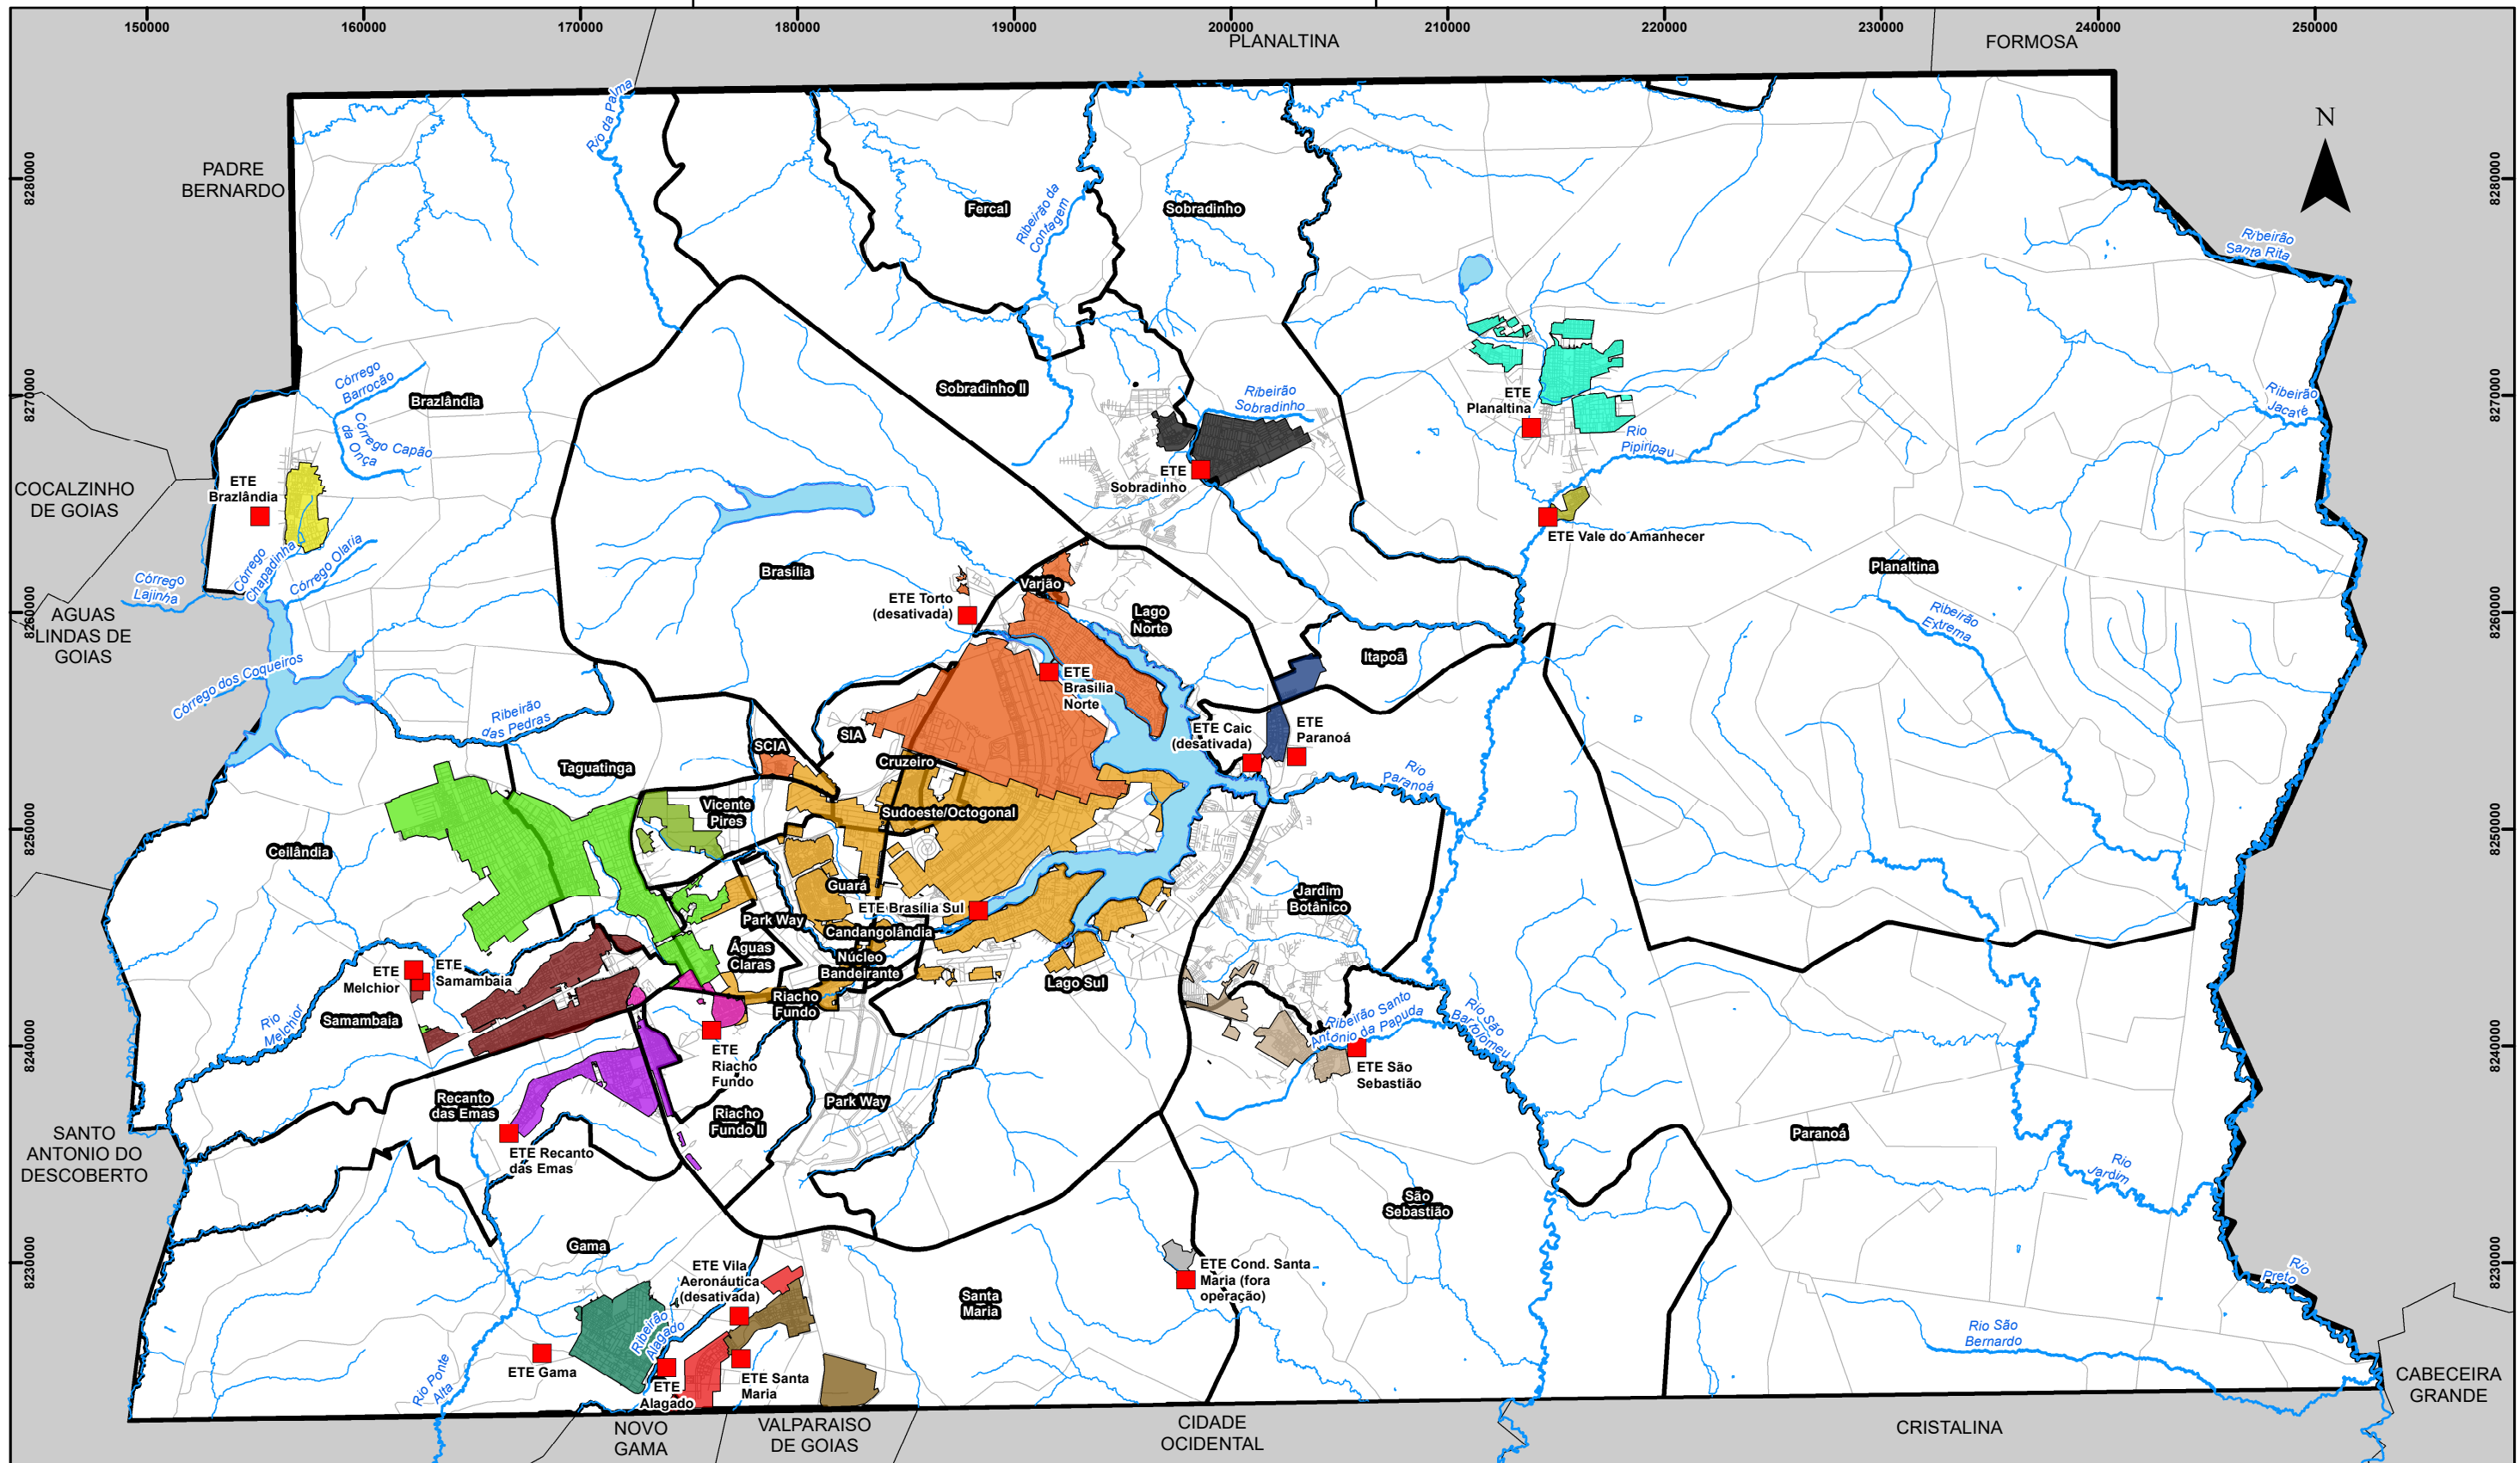 150000
160000
170000
180000
190000
200000
210000
220000
230000
240000
250000
PLANALTINA
FORMOSA
N
8280000
8280000
PADRE
BERNARDO
Rio da Palma
Fercal
Ribeirão da
Contagem
Sobradinho
Ribeirão
Santa Rita
8270000
8270000
Córrego
Barrocão
Brazlândia
Córrego Capão
da Onça
Sobradinho II
Ribeirão
Sobradinho
ETE
Planaltina
Rio
Pipiripau
Ribeirão
Jacaré
COCALZINHO
DE GOIAS
ETE
Brazlândia
ETE
Sobradinho
ETE Vale do Amanhecer
Planaltina
Córrego
Chapadinha
Córrego Olaria
Córrego
Lajinha
Brasília
Varjão
ETE Torto
(desativada)
Lago
Norte
Ribeirão
Extrema
8260000
8260000
AGUAS
LINDAS DE
GOIAS
Itapoã
Córrego dos Coqueiros
Ribeirão
das Pedras
ETE
Brasilia
Norte
ETE Caic
(desativada)
ETE
Paranoá
SCIA
SIA
Cruzeiro
Taguatinga
Rio
Paranoá
8250000
8250000
Vicente
Pires
Sudoeste/Octogonal
Ceilândia
Guará
ETE Brasília Sul
Jardim
Botânico
Park Way
Candangolândia
Águas
Claras
Núcleo
Bandeirante
ETE
Melchior
ETE
Samambaia
Lago Sul
Riacho
Fundo
Samambaia
Rio
Melchior
Ribeirão Santo
Antônio da Papuda
Rio São
Bartolomeu
8240000
8240000
ETE
Riacho
Fundo
ETE São
Sebastião
Recanto
das Emas
Riacho
Fundo II
Park Way
SANTO
ANTONIO DO
DESCOBERTO
ETE Recanto
das Emas
Paranoá
Rio
Jardim
São
Sebastião
Gama
8230000
8230000
ETE Vila
Aeronáutica
(desativada)
ETE Cond. Santa
Maria (fora
operação)
Santa
Maria
Rio
Preto
Ribeirão
Alagado
Rio São
Bernardo
ETE Gama
ETE
Alagado
ETE Santa
Maria
Rio Ponte
Alta
CABECEIRA
GRANDE
NOVO
GAMA
VALPARAISO
DE GOIAS
CIDADE
OCIDENTAL
CRISTALINA